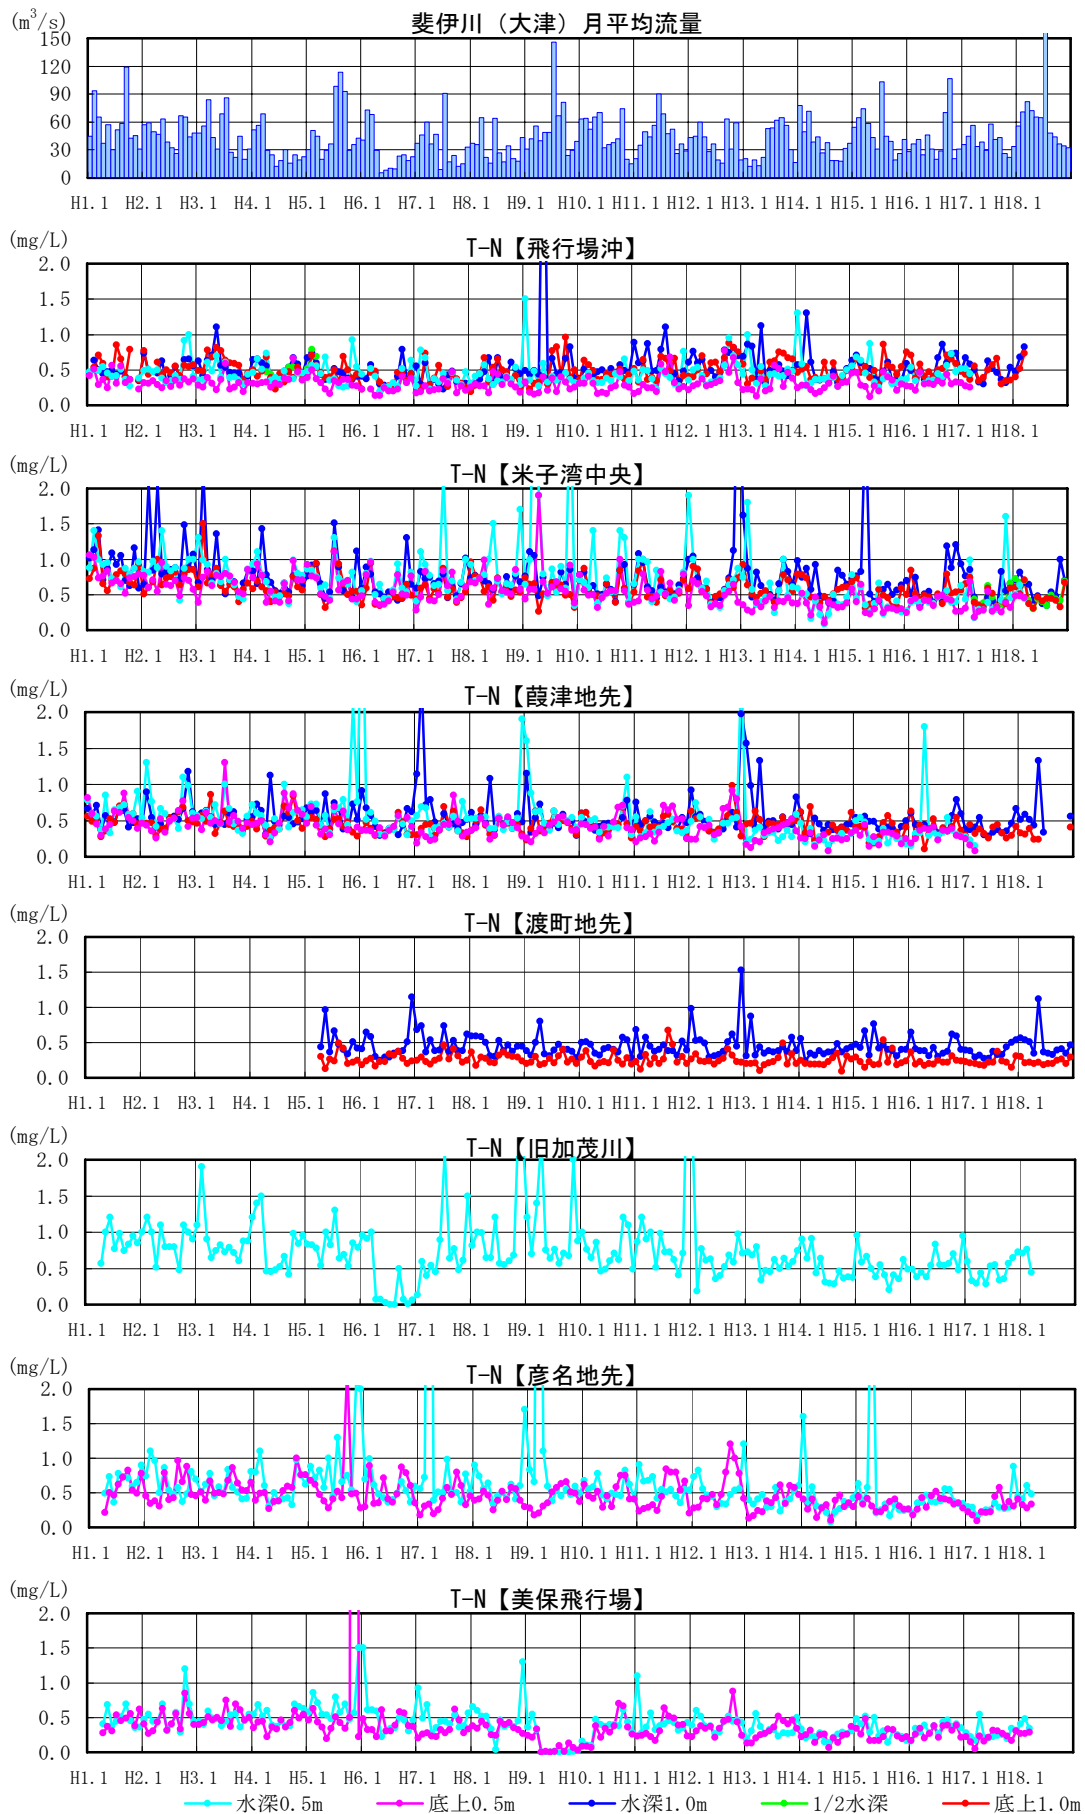 (m³/s)
斐伊川（大津）月平均流量
150
120
90
60
30
0
H1.1 H2.1 H3.1 H4.1 H5.1 H6.1 H7.1 H8.1 H9.1 H10.1 H11.1 H12.1 H13.1 H14.1 H15.1 H16.1 H17.1 H18.1
(mg/L)
T-N【飛行場沖】
2.0
1.5
1.0
0.5
0.0
H1.1 H2.1 H3.1 H4.1 H5.1 H6.1 H7.1 H8.1 H9.1 H10.1 H11.1 H12.1 H13.1 H14.1 H15.1 H16.1 H17.1 H18.1
(mg/L)
T-N【米子湾中央】
2.0
1.5
1.0
0.5
0.0
H1.1 H2.1 H3.1 H4.1 H5.1 H6.1 H7.1 H8.1 H9.1 H10.1 H11.1 H12.1 H13.1 H14.1 H15.1 H16.1 H17.1 H18.1
(mg/L)
T-N【葭津地先】
2.0
1.5
1.0
0.5
0.0
H1.1 H2.1 H3.1 H4.1 H5.1 H6.1 H7.1 H8.1 H9.1 H10.1 H11.1 H12.1 H13.1 H14.1 H15.1 H16.1 H17.1 H18.1
(mg/L)
T-N【渡町地先】
2.0
1.5
1.0
0.5
0.0
H1.1 H2.1 H3.1 H4.1 H5.1 H6.1 H7.1 H8.1 H9.1 H10.1 H11.1 H12.1 H13.1 H14.1 H15.1 H16.1 H17.1 H18.1
(mg/L)
T-N【旧加茂川】
2.0
1.5
1.0
0.5
0.0
H1.1 H2.1 H3.1 H4.1 H5.1 H6.1 H7.1 H8.1 H9.1 H10.1 H11.1 H12.1 H13.1 H14.1 H15.1 H16.1 H17.1 H18.1
(mg/L)
T-N【彦名地先】
2.0
1.5
1.0
0.5
0.0
H1.1 H2.1 H3.1 H4.1 H5.1 H6.1 H7.1 H8.1 H9.1 H10.1 H11.1 H12.1 H13.1 H14.1 H15.1 H16.1 H17.1 H18.1
(mg/L)
T-N【美保飛行場】
2.0
1.5
1.0
0.5
0.0
H1.1 H2.1 H3.1 H4.1 H5.1 H6.1 H7.1 H8.1 H9.1 H10.1 H11.1 H12.1 H13.1 H14.1 H15.1 H16.1 H17.1 H18.1
水深0.5m 底上0.5m 水深1.0m 1/2水深 底上1.0m